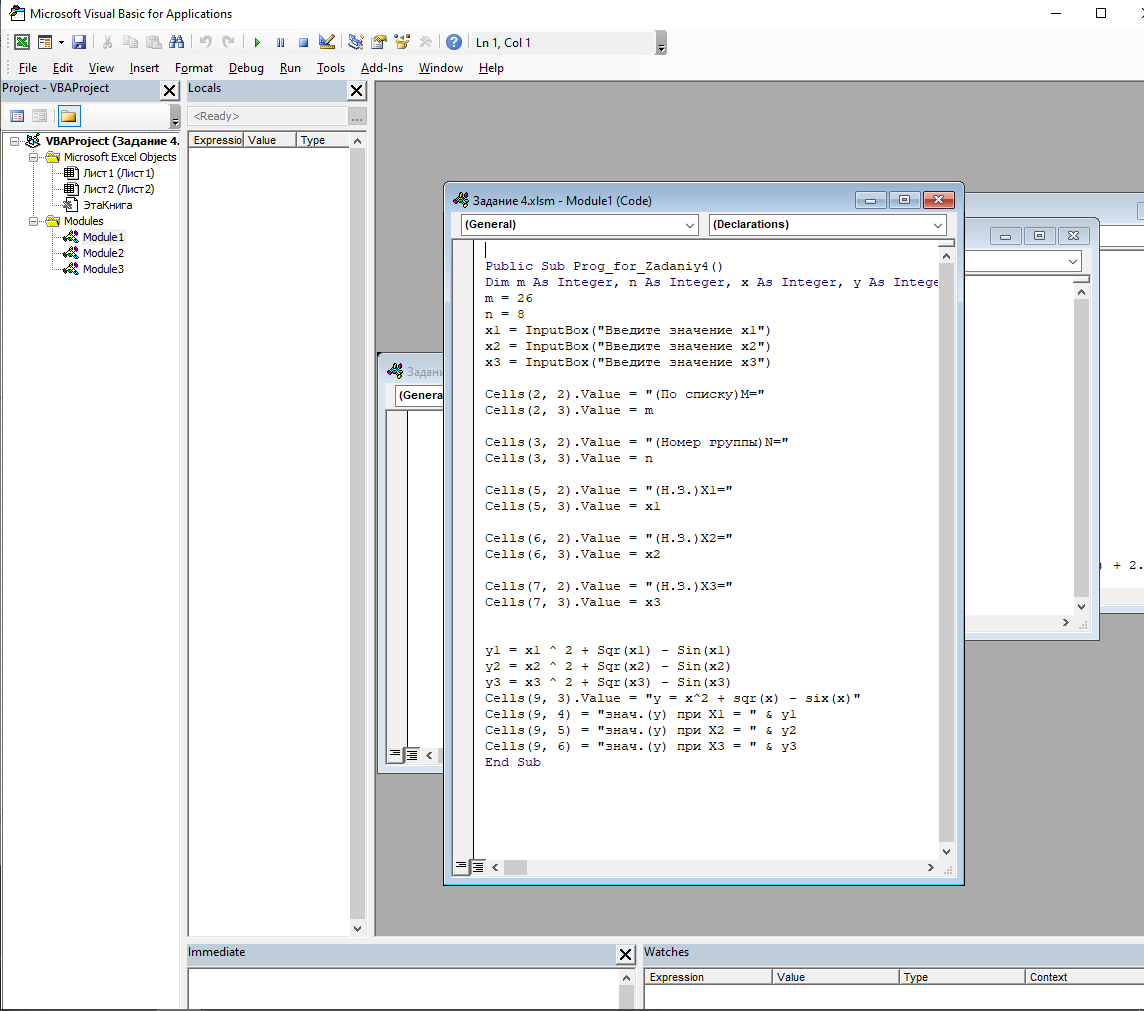 Microsoft Visual Basic for Applications
Ln 1, Col 1
File Edit View Insert Format Debug Run Tools Add-Ins Window Help
Project - VBAProject
VBAProject (Задание 4.
Microsoft Excel Objects
Лист1 (Лист1)
Лист2 (Лист2)
ЭтаКнига
Modules
Module1
Module2
Module3
Locals
<Ready>
...
Expressio Value Type
Задани
(Genera
Задание 4.xlsm - Module1 (Code)
(General) (Declarations)
Public Sub Prog_for_Zadaniy4()
Dim m As Integer, n As Integer, x As Integer, y As Intege
m = 26
n = 8
x1 = InputBox("Введите значение x1")
x2 = InputBox("Введите значение x2")
x3 = InputBox("Введите значение x3")
Cells(2, 2).Value = "(По списку)M="
Cells(2, 3).Value = m
Cells(3, 2).Value = "(Номер группы)N="
Cells(3, 3).Value = n
Cells(5, 2).Value = "(Н.З.)X1="
Cells(5, 3).Value = x1
Cells(6, 2).Value = "(Н.З.)X2="
Cells(6, 3).Value = x2
Cells(7, 2).Value = "(Н.З.)X3="
Cells(7, 3).Value = x3
y1 = x1 ^ 2 + Sqr(x1) - Sin(x1)
y2 = x2 ^ 2 + Sqr(x2) - Sin(x2)
y3 = x3 ^ 2 + Sqr(x3) - Sin(x3)
Cells(9, 3).Value = "y = x^2 + sqr(x) - six(x)"
Cells(9, 4) = "знач.(y) при X1 = " & y1
Cells(9, 5) = "знач.(y) при X2 = " & y2
Cells(9, 6) = "знач.(y) при X3 = " & y3
End Sub
) + 2.
Immediate
Watches
Expression Value Type Context